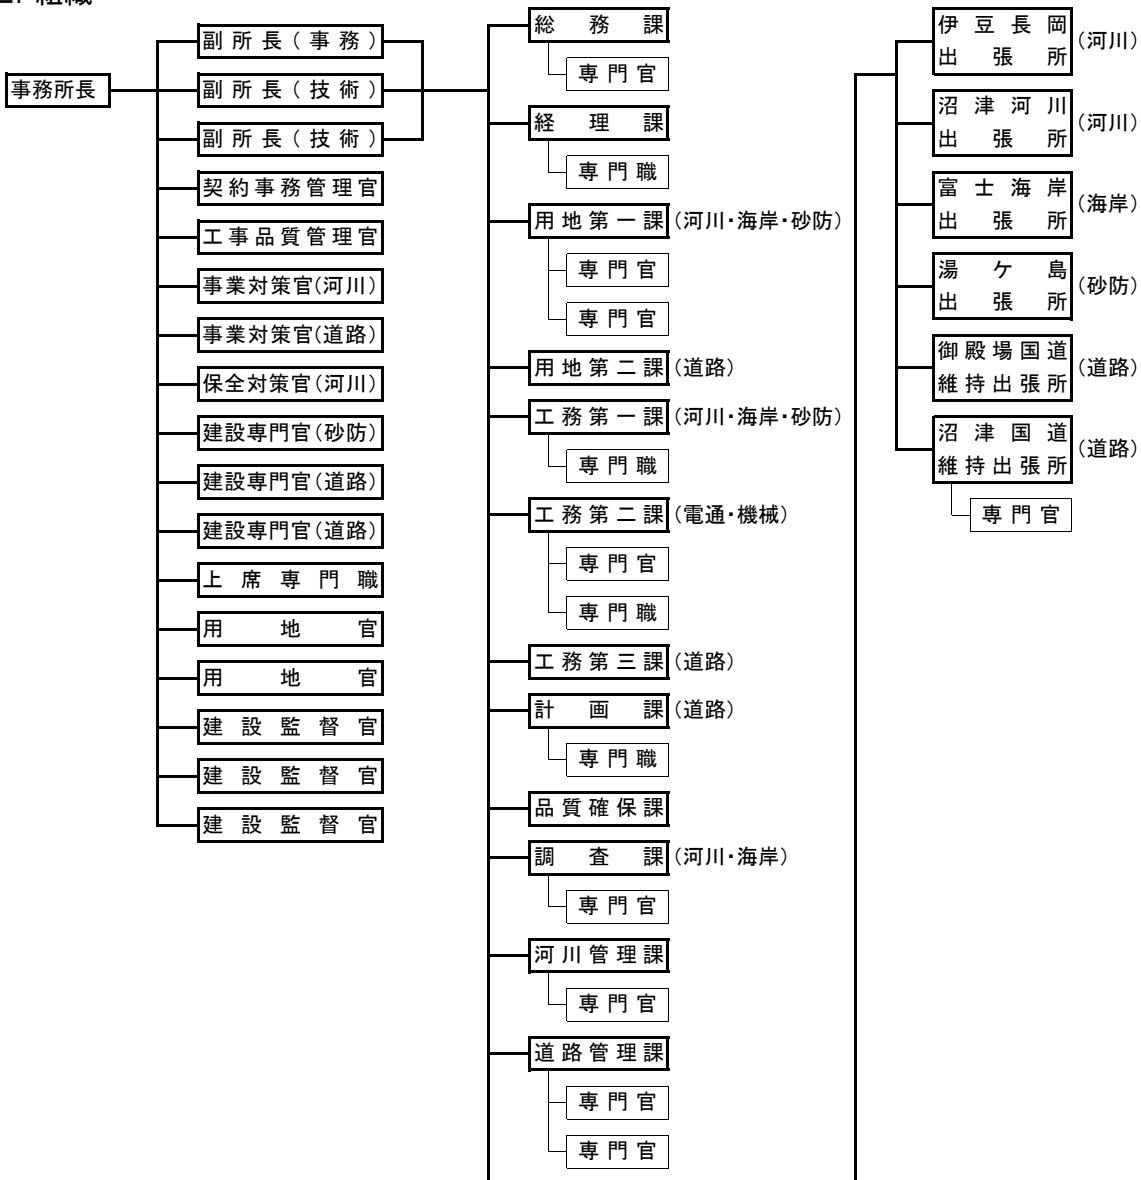 事務所長
副所長(事務)
副所長(技術)
副所長(技術)
契約事務管理官
工事品質管理官
事業対策官(河川)
事業対策官(道路)
保全対策官(河川)
建設専門官(砂防)
建設専門官(道路)
建設専門官(道路)
上席専門職
用地官
用地官
建設監督官
建設監督官
建設監督官
総務課
専門官
経理課
専門職
用地第一課(河川・海岸・砂防)
専門官
専門官
用地第二課(道路)
工務第一課(河川・海岸・砂防)
専門職
工務第二課(電通・機械)
専門官
専門職
工務第三課(道路)
計画課(道路)
専門職
品質確保課
調査課(河川・海岸)
専門官
河川管理課
専門官
道路管理課
専門官
専門官
伊豆長岡
出張所
(河川)
沼津河川
出張所
(河川)
富士海岸
出張所
(海岸)
湯ケ島
出張所
(砂防)
御殿場国道
維持出張所
(道路)
沼津国道
維持出張所
(道路)
専門官